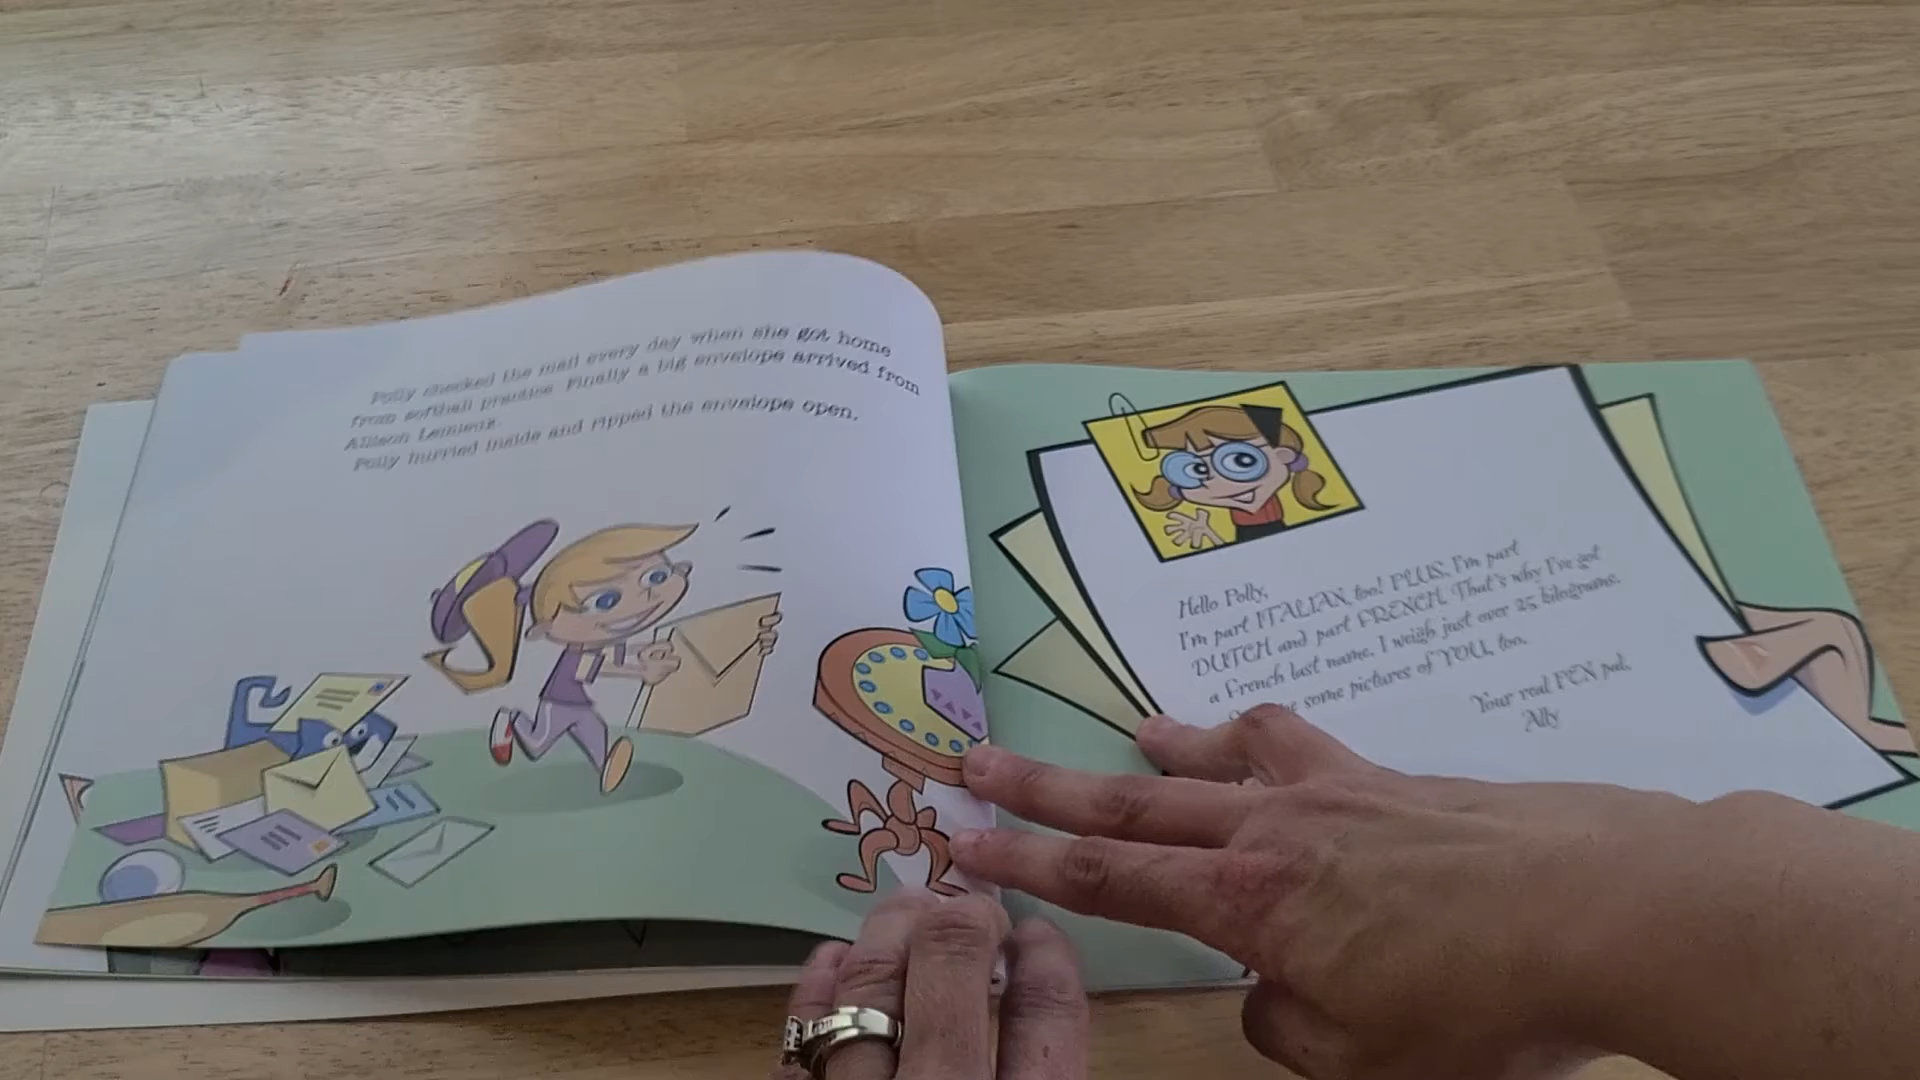 Polly checked the mail every day when she got home
from softball practice. Finally a big envelope arrived from
Allison Lemieux.
Polly hurried inside and ripped the envelope open.
Hello Polly,
I'm part ITALIAN, too! PLUS, I'm part
DUTCH and part FRENCH. That's why I've got
a French last name. I weigh just over 25 kilograms.
some pictures of YOU, too.
Your real PEN pal,
Ally